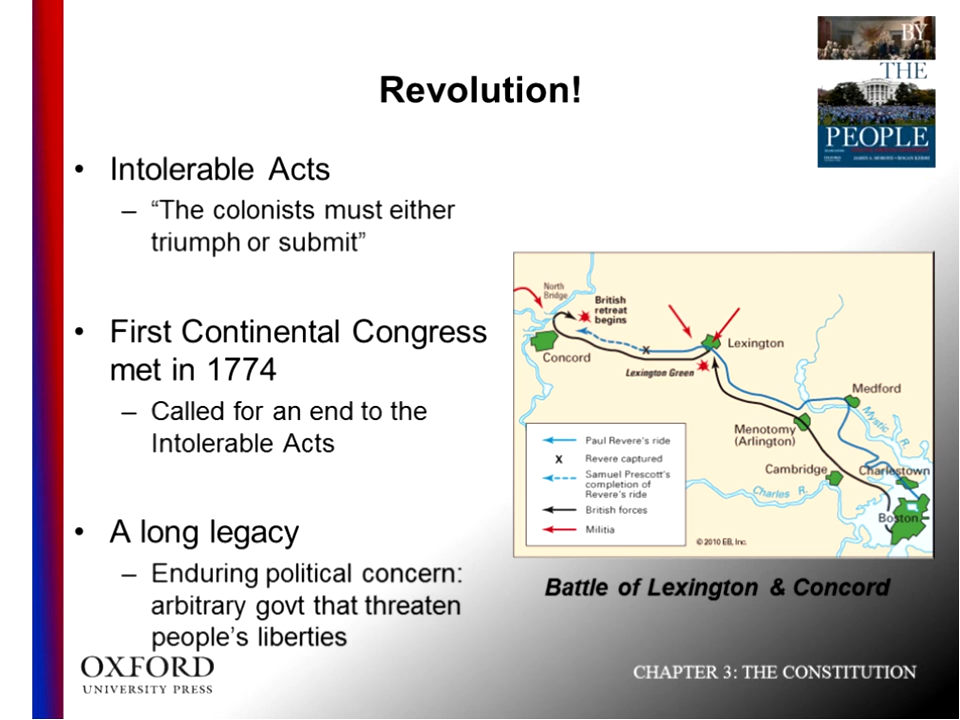 Revolution!
BY
THE
PEOPLE
• Intolerable Acts
– “The colonists must either
triumph or submit”
• First Continental Congress
met in 1774
– Called for an end to the
Intolerable Acts
• A long legacy
– Enduring political concern:
arbitrary govt that threaten
people’s liberties
North
Bridge
British
retreat
begins
Concord
Lexington
Lexington Green
Medford
Menotomy
(Arlington)
Mystic R.
Cambridge
Charlestown
Charles R.
Boston
Paul Revere's ride
X Revere captured
Samuel Prescott's
completion of
Revere's ride
British forces
Militia
© 2010 EB, Inc.
X
Battle of Lexington & Concord
OXFORD
UNIVERSITY PRESS
CHAPTER 3: THE CONSTITUTION